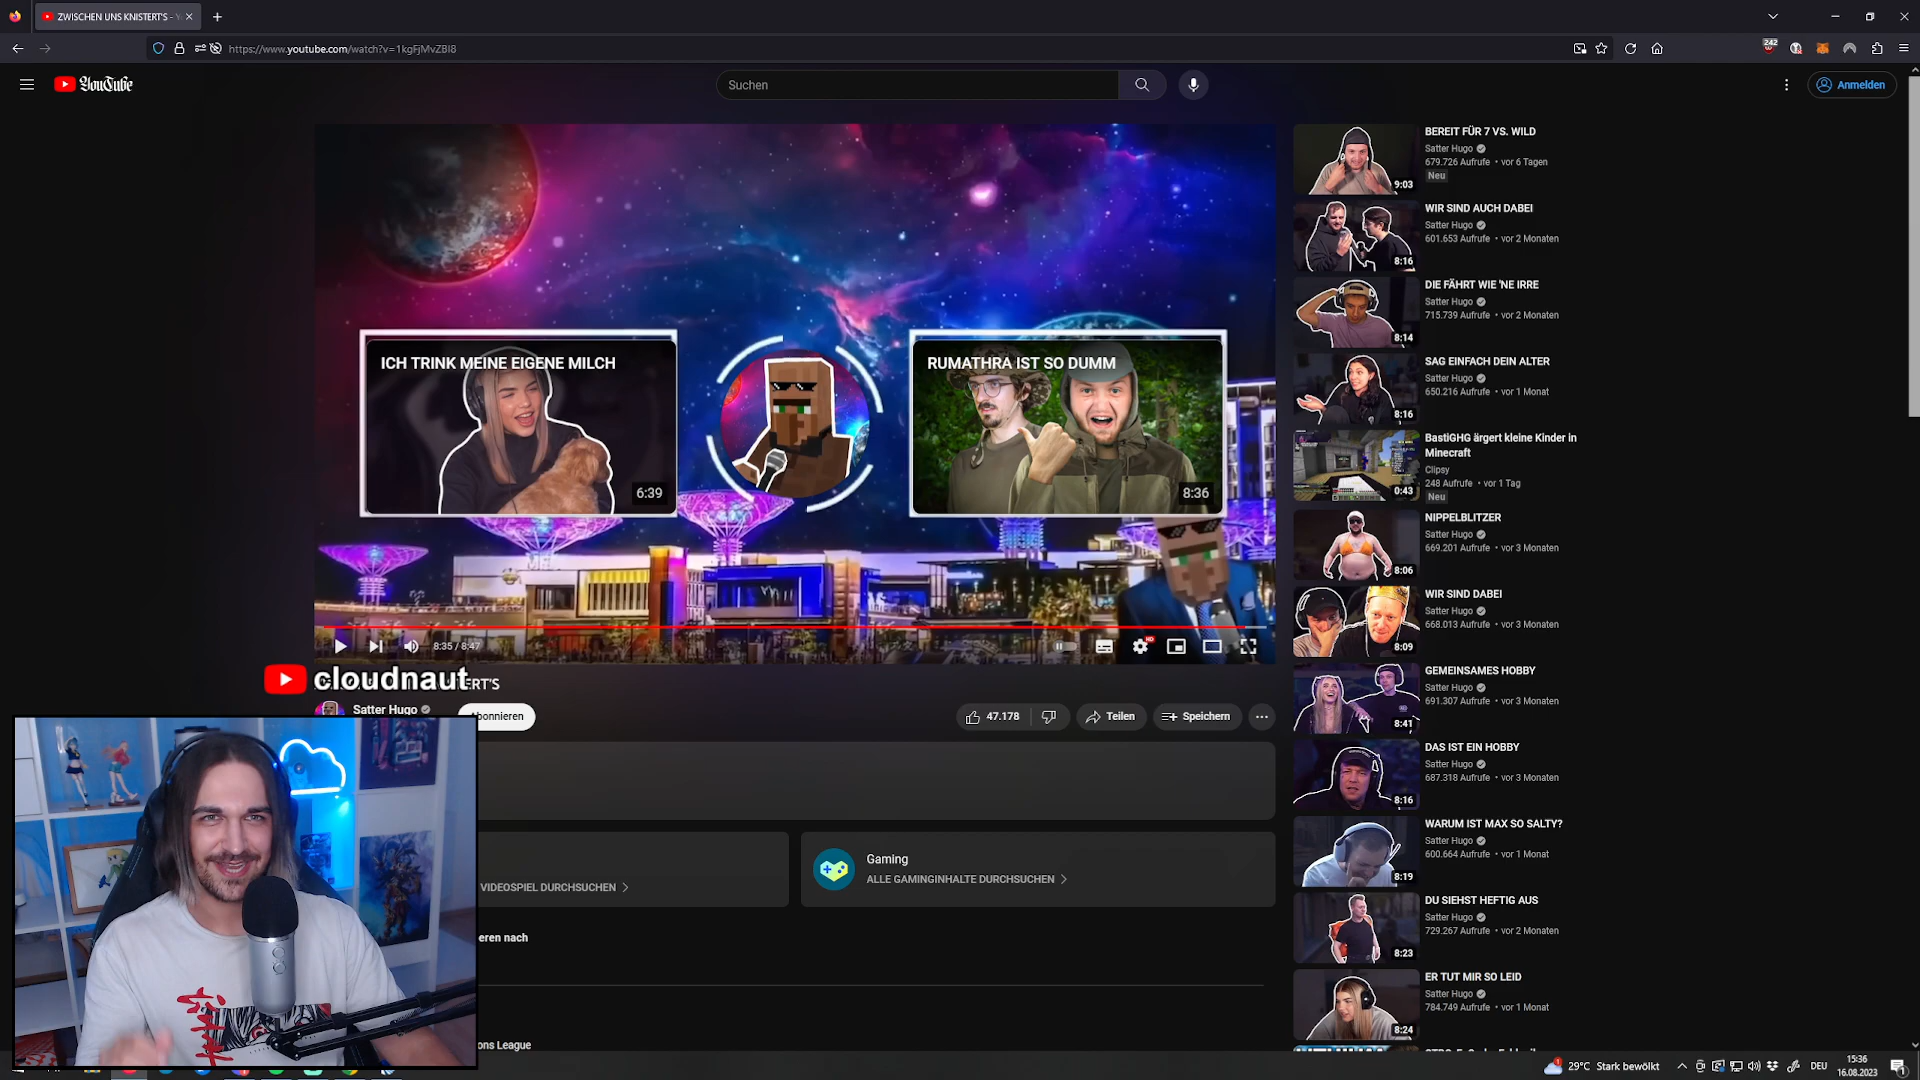 ZWISCHEN UNS KNISTERT'S -
https://www.youtube.com/watch?v=1kgFjMvZBI8
242
YouTube
Suchen
Anmelden
ICH TRINK MEINE EIGENE MILCH
6:39
RUMATHRA IST SO DUMM
8:36
8:35 / 8:47
HD
cloudnaut
ERT'S
Satter Hugo
Abonnieren
47.178
Teilen
Speichern
VIDEOSPIEL DURCHSUCHEN
Gaming
ALLE GAMINGINHALTE DURCHSUCHEN
eren nach
ons League
BEREIT FÜR 7 VS. WILD
Satter Hugo
679.726 Aufrufe • vor 6 Tagen
Neu
9:03
WIR SIND AUCH DABEI
Satter Hugo
601.653 Aufrufe • vor 2 Monaten
8:16
DIE FÄHRT WIE 'NE IRRE
Satter Hugo
715.739 Aufrufe • vor 2 Monaten
8:14
SAG EINFACH DEIN ALTER
Satter Hugo
650.216 Aufrufe • vor 1 Monat
8:16
BastiGHG ärgert kleine Kinder in
Minecraft
Clipsy
248 Aufrufe • vor 1 Tag
Neu
0:43
NIPPELBLITZER
Satter Hugo
669.201 Aufrufe • vor 3 Monaten
8:06
WIR SIND DABEI
Satter Hugo
668.013 Aufrufe • vor 3 Monaten
8:09
GEMEINSAMES HOBBY
Satter Hugo
691.307 Aufrufe • vor 3 Monaten
8:41
DAS IST EIN HOBBY
Satter Hugo
687.318 Aufrufe • vor 3 Monaten
8:16
WARUM IST MAX SO SALTY?
Satter Hugo
600.664 Aufrufe • vor 1 Monat
8:19
DU SIEHST HEFTIG AUS
Satter Hugo
729.267 Aufrufe • vor 2 Monaten
8:23
ER TUT MIR SO LEID
Satter Hugo
784.749 Aufrufe • vor 1 Monat
8:24
29°C Stark bewölkt
DEU
15:36
16.08.2023